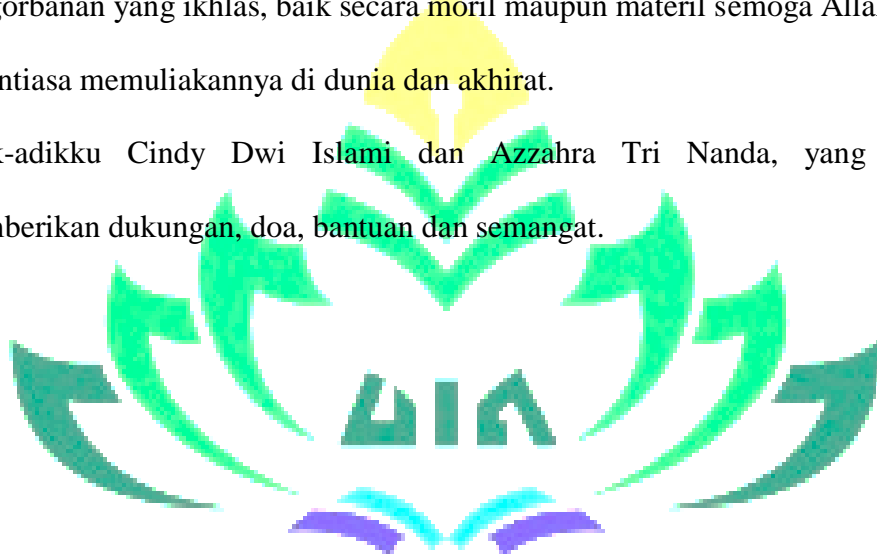 gorbanan yang ikhlas, baik secara moril maupun materil semoga Alla
ntiasa memuliakannya di dunia dan akhirat.
k-adikku Cindy Dwi Islami dan Azzahra Tri Nanda, yang
berikan dukungan, doa, bantuan dan semangat.
UIN